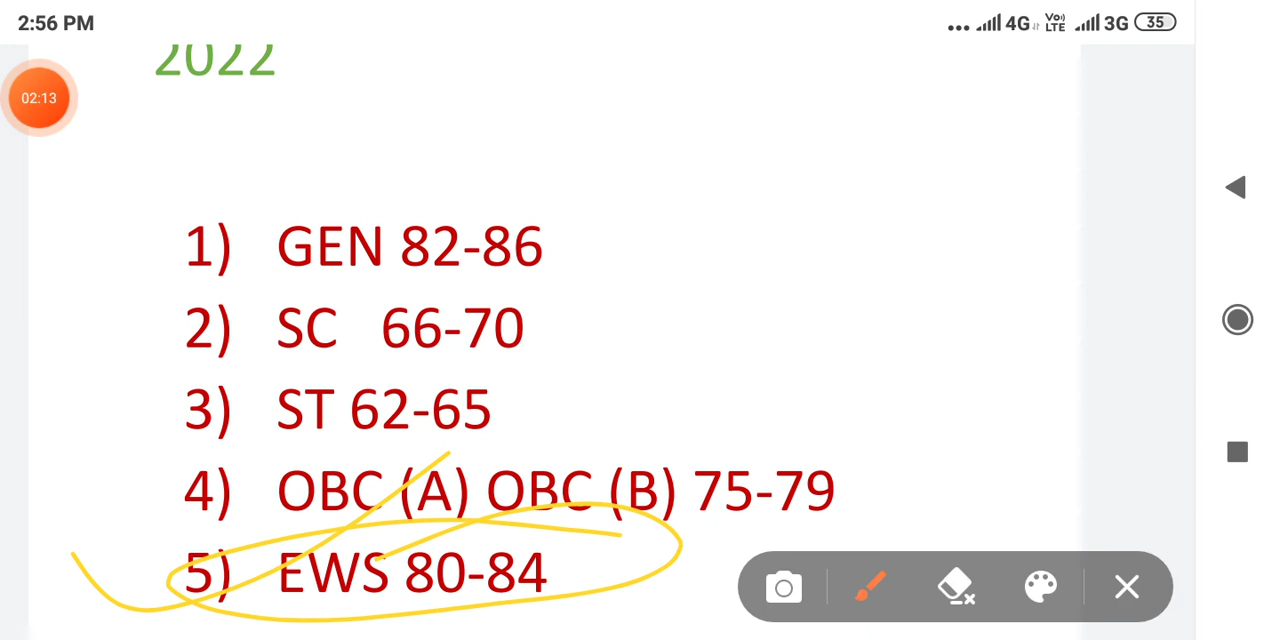 2:56 PM
4G VoLTE 3G 35
2022
02:13
1) GEN 82-86
2) SC 66-70
3) ST 62-65
4) OBC (A) OBC (B) 75-79
5) EWS 80-84